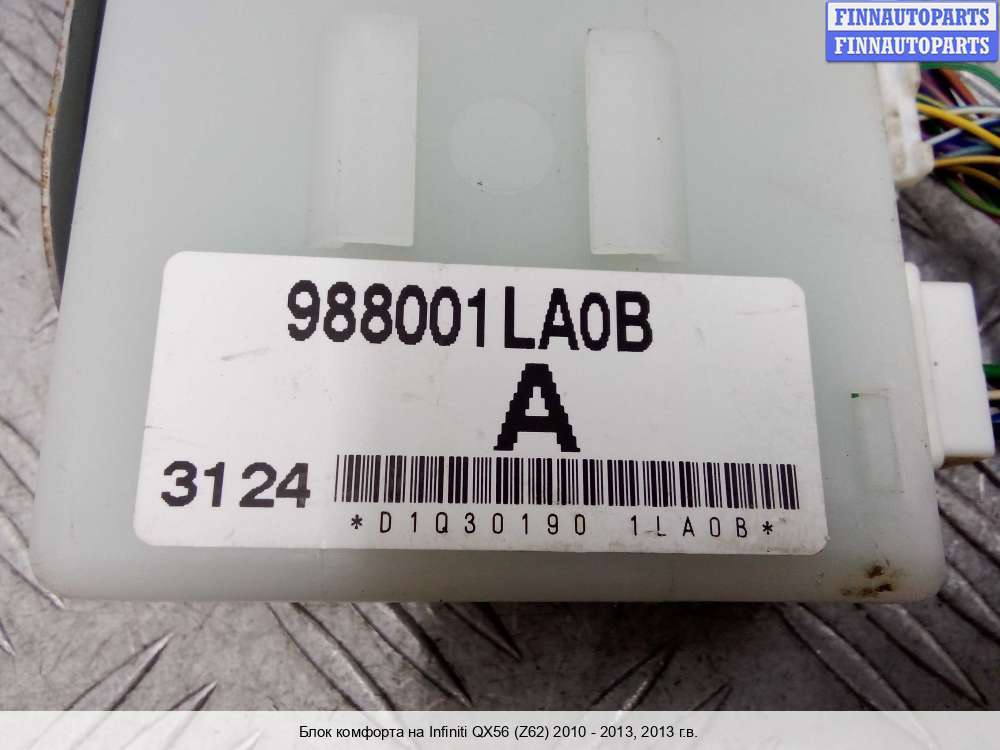 FINNAUTOPARTS
FINNAUTOPARTS
988001LA0B
A
3124
*D1Q30190 1LA0B*
Блок комфорта на Infiniti QX56 (Z62) 2010 - 2013, 2013 г.в.